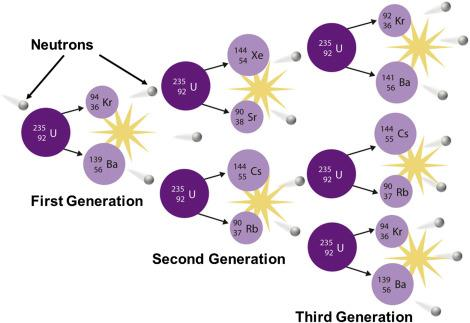 Neutrons
235
92 U
94
36 Kr
139
56 Ba
First Generation
235
92 U
144
54 Xe
90
38 Sr
235
92 U
144
55 Cs
90
37 Rb
Second Generation
235
92 U
92
36 Kr
141
56 Ba
235
92 U
144
55 Cs
90
37 Rb
235
92 U
94
36 Kr
139
56 Ba
Third Generation